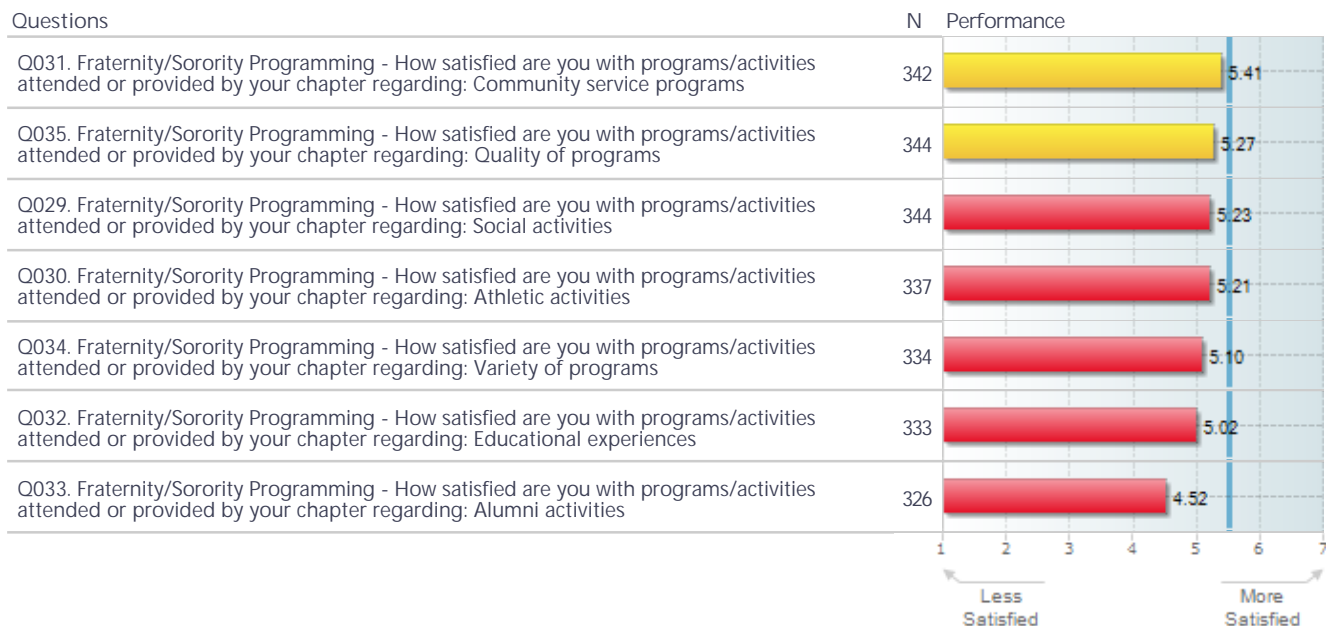 Questions N Performance
Q031. Fraternity/Sorority Programming - How satisfied are you with programs/activities
attended or provided by your chapter regarding: Community service programs
342
5.41
Q035. Fraternity/Sorority Programming - How satisfied are you with programs/activities
attended or provided by your chapter regarding: Quality of programs
344
5.27
Q029. Fraternity/Sorority Programming - How satisfied are you with programs/activities
attended or provided by your chapter regarding: Social activities
344
5.23
Q030. Fraternity/Sorority Programming - How satisfied are you with programs/activities
attended or provided by your chapter regarding: Athletic activities
337
5.21
Q034. Fraternity/Sorority Programming - How satisfied are you with programs/activities
attended or provided by your chapter regarding: Variety of programs
334
5.10
Q032. Fraternity/Sorority Programming - How satisfied are you with programs/activities
attended or provided by your chapter regarding: Educational experiences
333
5.02
Q033. Fraternity/Sorority Programming - How satisfied are you with programs/activities
attended or provided by your chapter regarding: Alumni activities
326
4.52
1 2 3 4 5 6 7
Less More
Satisfied Satisfied